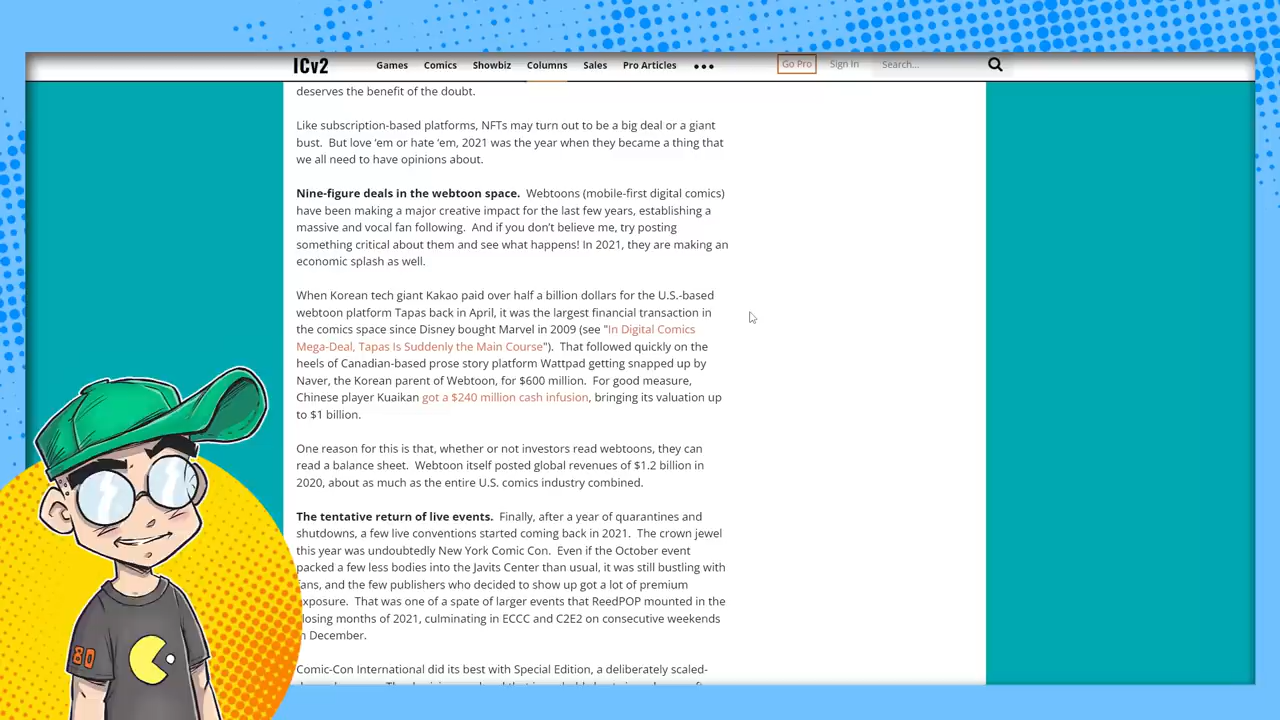 ICv2
Games Comics Showbiz Columns Sales Pro Articles ••• Go Pro Sign In Search...
deserves the benefit of the doubt.
Like subscription-based platforms, NFTs may turn out to be a big deal or a giant
bust. But love ‘em or hate ‘em, 2021 was the year when they became a thing that
we all need to have opinions about.
Nine-figure deals in the webtoon space. Webtoons (mobile-first digital comics)
have been making a major creative impact for the last few years, establishing a
massive and vocal fan following. And if you don’t believe me, try posting
something critical about them and see what happens! In 2021, they are making an
economic splash as well.
When Korean tech giant Kakao paid over half a billion dollars for the U.S.-based
webtoon platform Tapas back in April, it was the largest financial transaction in
the comics space since Disney bought Marvel in 2009 (see "In Digital Comics
Mega-Deal, Tapas Is Suddenly the Main Course"). That followed quickly on the
heels of Canadian-based prose story platform Wattpad getting snapped up by
Naver, the Korean parent of Webtoon, for $600 million. For good measure,
Chinese player Kuaikan got a $240 million cash infusion, bringing its valuation up
to $1 billion.
One reason for this is that, whether or not investors read webtoons, they can
read a balance sheet. Webtoon itself posted global revenues of $1.2 billion in
2020, about as much as the entire U.S. comics industry combined.
The tentative return of live events. Finally, after a year of quarantines and
shutdowns, a few live conventions started coming back in 2021. The crown jewel
this year was undoubtedly New York Comic Con. Even if the October event
packed a few less bodies into the Javits Center than usual, it was still bustling with
fans, and the few publishers who decided to show up got a lot of premium
exposure. That was one of a spate of larger events that ReedPOP mounted in the
closing months of 2021, culminating in ECCC and C2E2 on consecutive weekends
in December.
Comic-Con International did its best with Special Edition, a deliberately scaled-
80